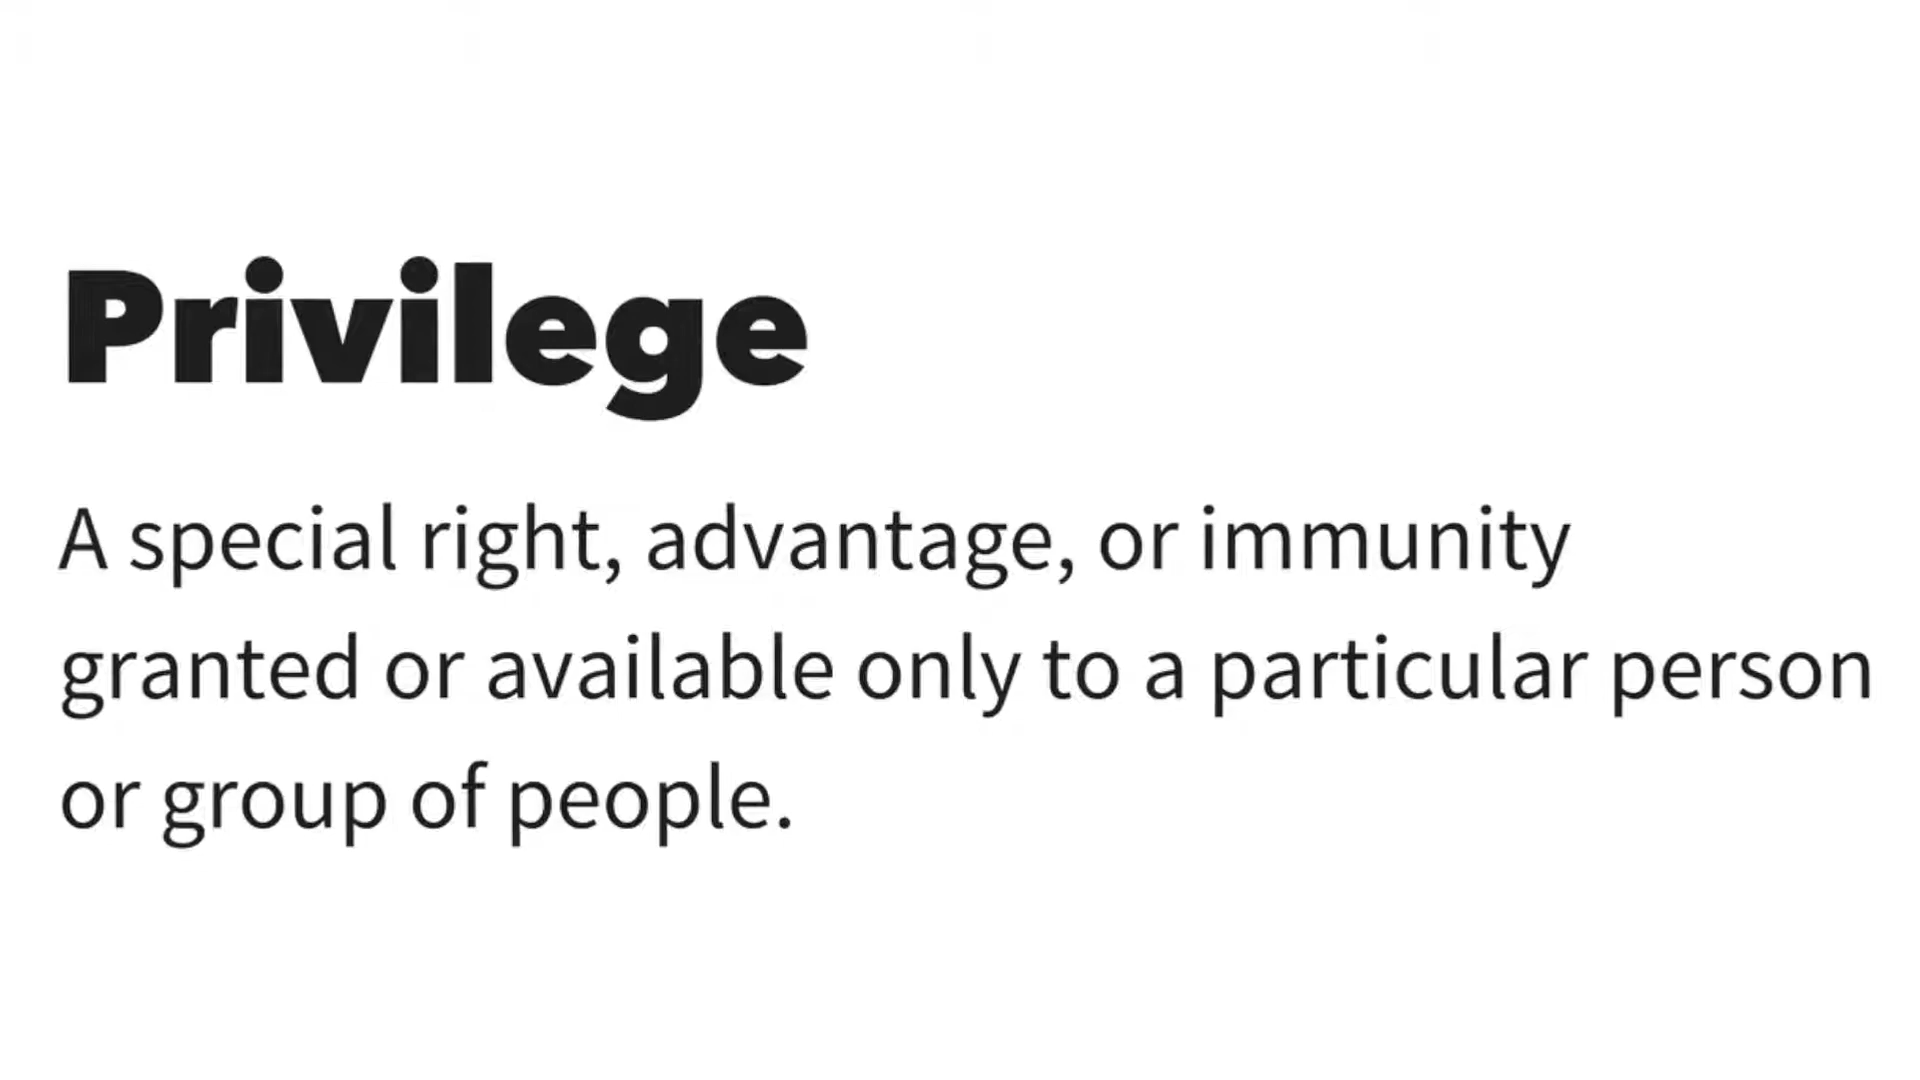 Privilege
A special right, advantage, or immunity
granted or available only to a particular person
or group of people.